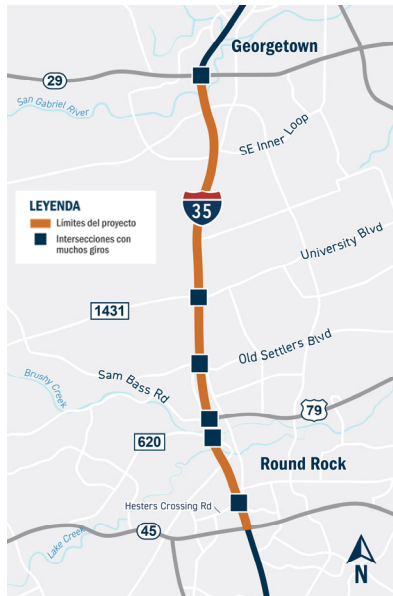 Georgetown
29
San Gabriel River
SE Inner Loop
LEYENDA
Límites del proyecto
Intersecciones con
muchos giros
35
University Blvd
1431
Old Settlers Blvd
Brushy Creek
Sam Bass Rd
79
620
Round Rock
Hesters Crossing Rd
45
Lake Creek
N